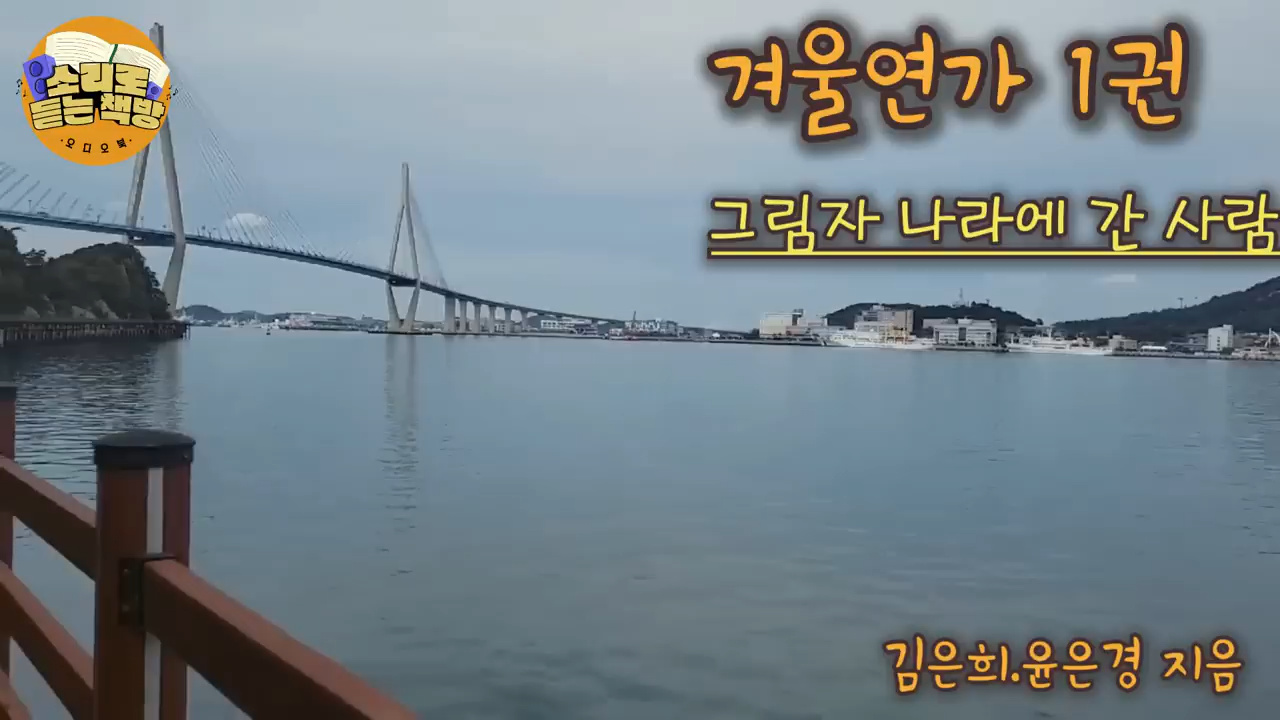 소리로
듣는 책방
·오디오북·
겨울연가 1권
그림자 나라에 간 사람
김은희.윤은경 지음